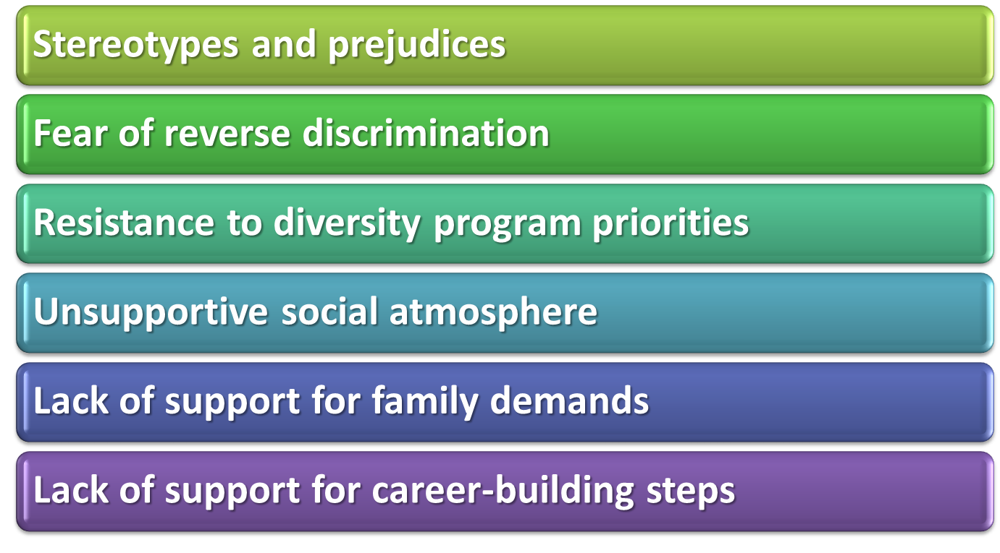 Stereotypes and prejudices
Fear of reverse discrimination
Resistance to diversity program priorities
Unsupportive social atmosphere
Lack of support for family demands
Lack of support for career-building steps